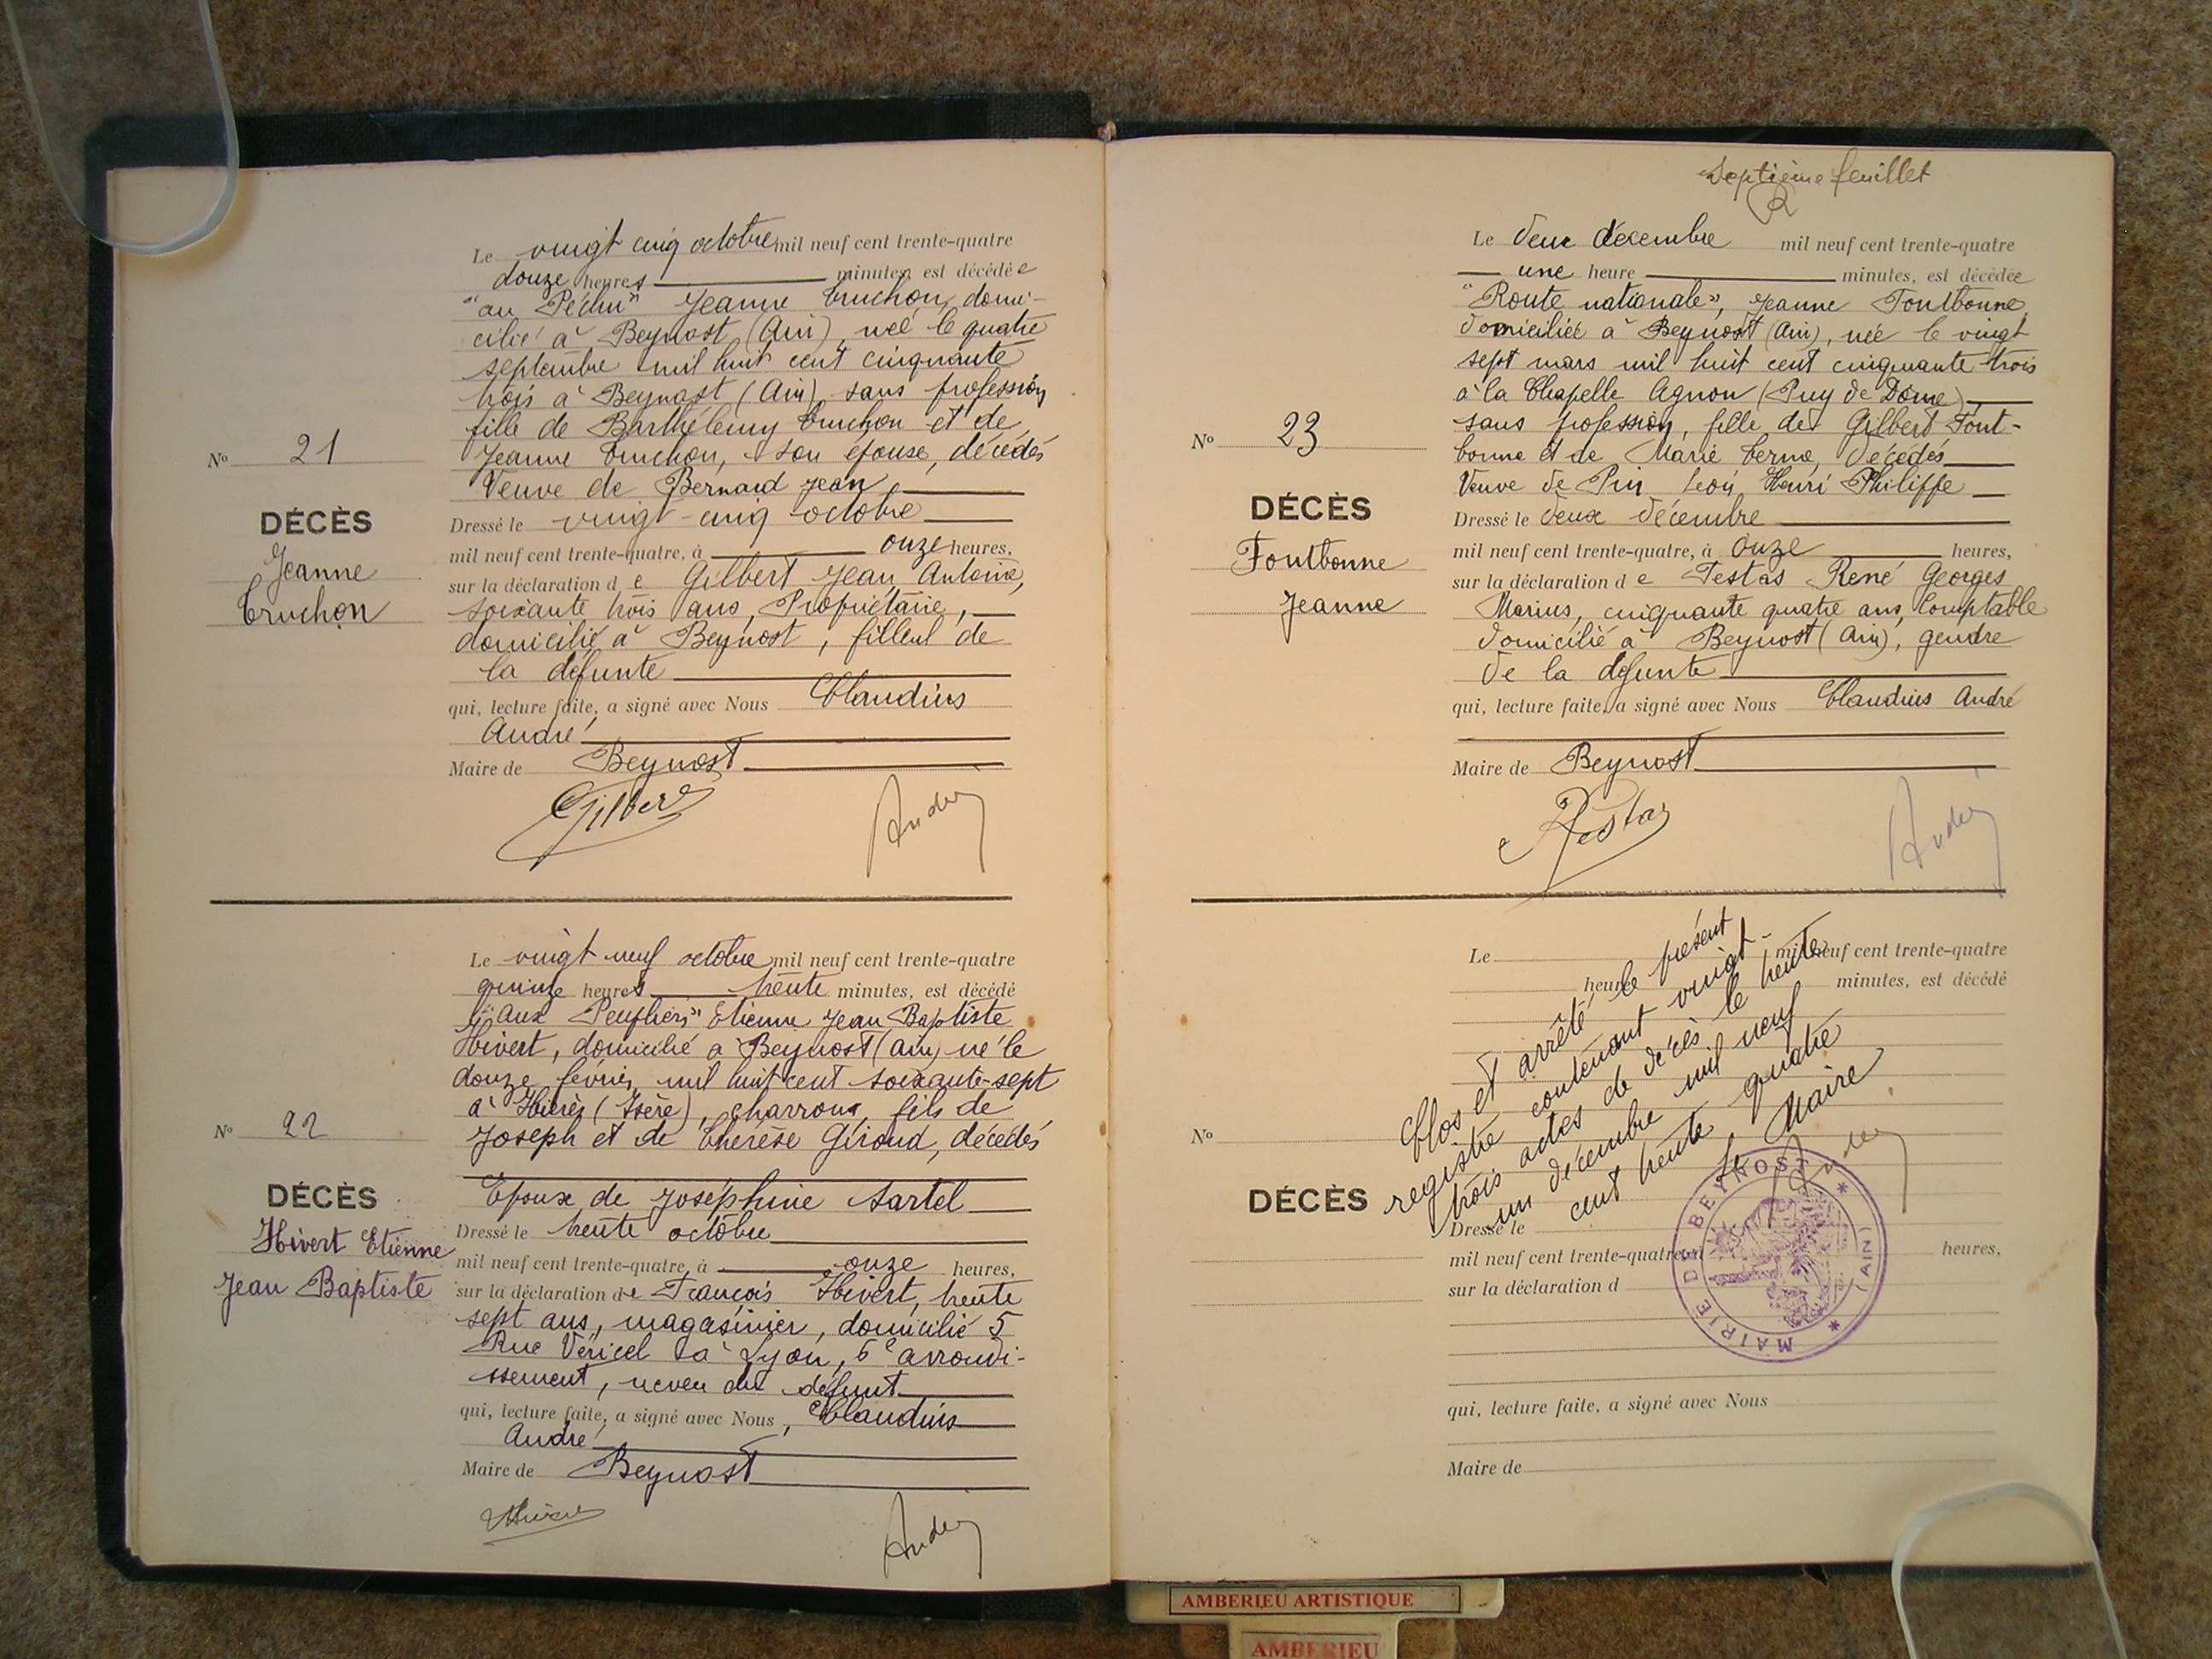 Le vingt cinq octobre mil neuf cent trente-quatre
douze heures minutes, est décédée
"au Péchu" Jeanne Truchon, domi-
cilié à Beynost (Ain), née le quatre
septembre mil huit cent cinquante
trois à Beynost (Ain), sans profession,
fille de Barthélemy Truchon et de
Jeanne Truchon, son épouse, décédés
Veuve de Bernard Jean
N° 21
DÉCÈS
Jeanne
Truchon
Dressé le vingt-cinq octobre
mil neuf cent trente-quatre, à onze heures,
sur la déclaration de Gilbert Jean Antoine,
soixante trois ans, Propriétaire,
domicilié à Beynost, filleul de
la défunte
qui, lecture faite, a signé avec Nous Claudius
André
Maire de Beynost
Gilbert
André
Le vingt neuf octobre mil neuf cent trente-quatre
quinze heures trente minutes, est décédé
"Aux Peupliers" Etienne Jean Baptiste
Hivert, domicilié à Beynost (Ain) né le
douze février mil huit cent soixante-sept
à Hières (Isère), charron, fils de
Joseph et de Thérèse Giroud, décédés
Epoux de Joséphine Sartel
N° 22
DÉCÈS
Hivert Etienne
Jean Baptiste
Dressé le trente octobre
mil neuf cent trente-quatre, à onze heures,
sur la déclaration de François Hivert, trente
sept ans, magasinier, domicilié 5
Rue Véricel à Lyon, 5e arrondi-
ssement, neveu du défunt
qui, lecture faite, a signé avec Nous, Claudius
André
Maire de Beynost
André
Septième feuillet
Le deux décembre mil neuf cent trente-quatre
une heure minutes, est décédée
"Route nationale", Jeanne Fontbonne
domiciliée à Beynost (Ain), née le vingt
sept mars mil huit cent cinquante trois
à la Chapelle Agnon (Puy de Dôme)
sans profession, fille de Gilbert Font-
bonne et de Marie décédés
Veuve de Pin Léon Henri Philippe
N° 23
DÉCÈS
Fontbonne
Jeanne
Dressé le deux décembre
mil neuf cent trente-quatre, à onze heures,
sur la déclaration de Testas René Georges
Marius, cinquante quatre ans, Comptable
domicilié à Beynost (Ain), gendre
de la défunte
qui, lecture faite, a signé avec Nous Claudius André
Maire de Beynost
Testas
André
Le mil neuf cent trente-quatre
heure minutes, est décédé
Clos et arrêté le présent
registre contenant vingt-
trois actes de décès le trente
un décembre mil neuf
cent trente quatre
Le Maire
André
N°
DÉCÈS
Dressé le
mil neuf cent trente-quatre, à heures,
sur la déclaration d
MAIRIE DE BEYNOST * (AIN) *
qui, lecture faite, a signé avec Nous
Maire de
AMBERIEU ARTISTIQUE
AMBERIEU